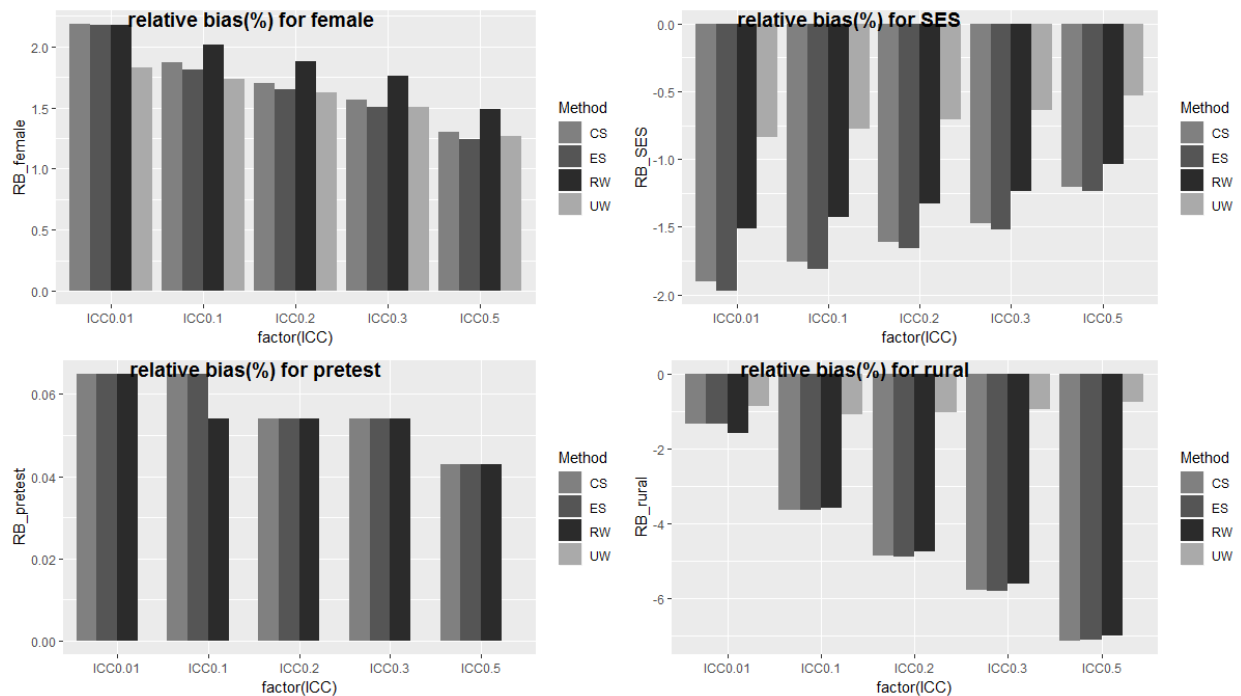 relative bias(%) for female
2.0
1.5
1.0
0.5
0.0
RB_female
ICC0.01 ICC0.1 ICC0.2 ICC0.3 ICC0.5
factor(ICC)
Method
CS
ES
RW
UW
relative bias(%) for SES
0.0
-0.5
-1.0
-1.5
-2.0
RB_SES
ICC0.01 ICC0.1 ICC0.2 ICC0.3 ICC0.5
factor(ICC)
Method
CS
ES
RW
UW
relative bias(%) for pretest
0.06
0.04
0.02
0.00
RB_pretest
ICC0.01 ICC0.1 ICC0.2 ICC0.3 ICC0.5
factor(ICC)
Method
CS
ES
RW
UW
relative bias(%) for rural
0
-2
-4
-6
RB_rural
ICC0.01 ICC0.1 ICC0.2 ICC0.3 ICC0.5
factor(ICC)
Method
CS
ES
RW
UW